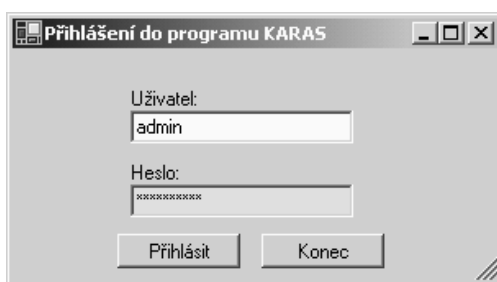 Přihlášení do programu KARAS
Uživatel:
admin
Heslo:
**********
Přihlásit Konec